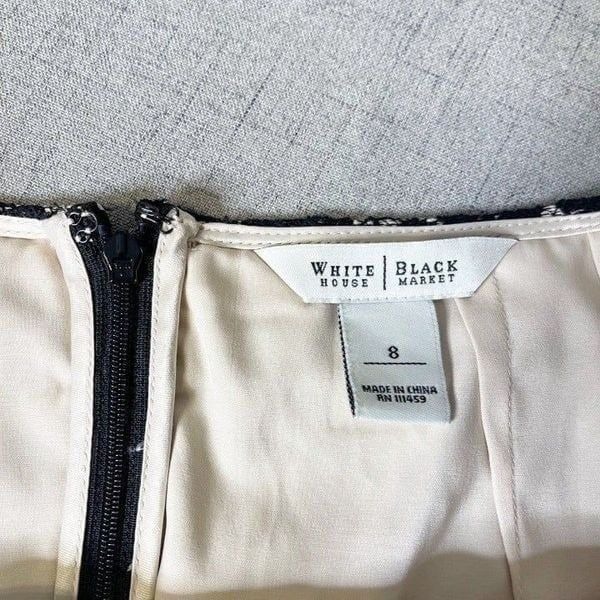 WHITE | BLACK
HOUSE | MARKET
8
MADE IN CHINA
RN 111459